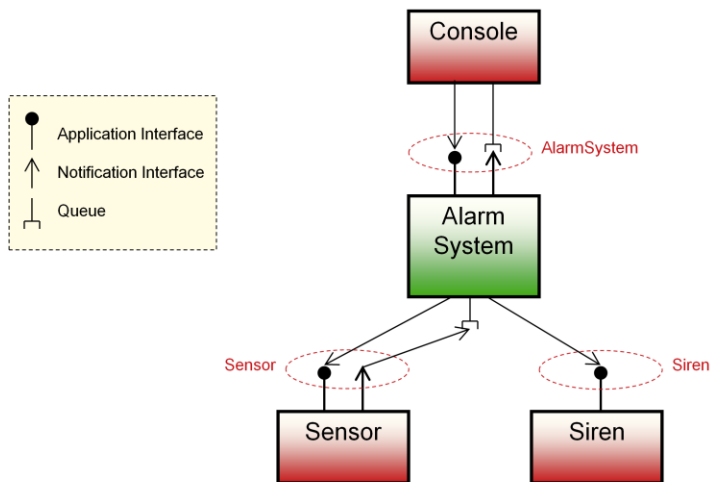 Console
Application Interface
Notification Interface
Queue
AlarmSystem
Alarm
System
Sensor
Siren
Sensor
Siren